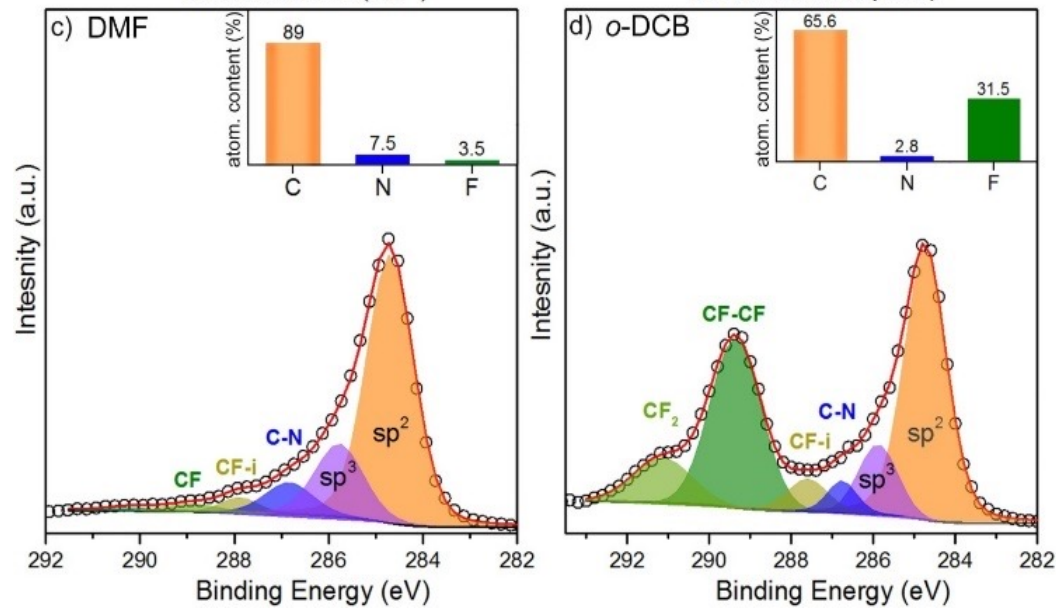 c) DMF
atom. content (%)
89
7.5
3.5
C N F
Intesnity (a.u.)
CF
CF-i
C-N
sp³
sp²
292 290 288 286 284 282
Binding Energy (eV)
d) o-DCB
atom. content (%)
65.6
2.8
31.5
C N F
Intesnity (a.u.)
CF₂
CF-CF
CF-i
C-N
sp³
sp²
292 290 288 286 284 282
Binding Energy (eV)